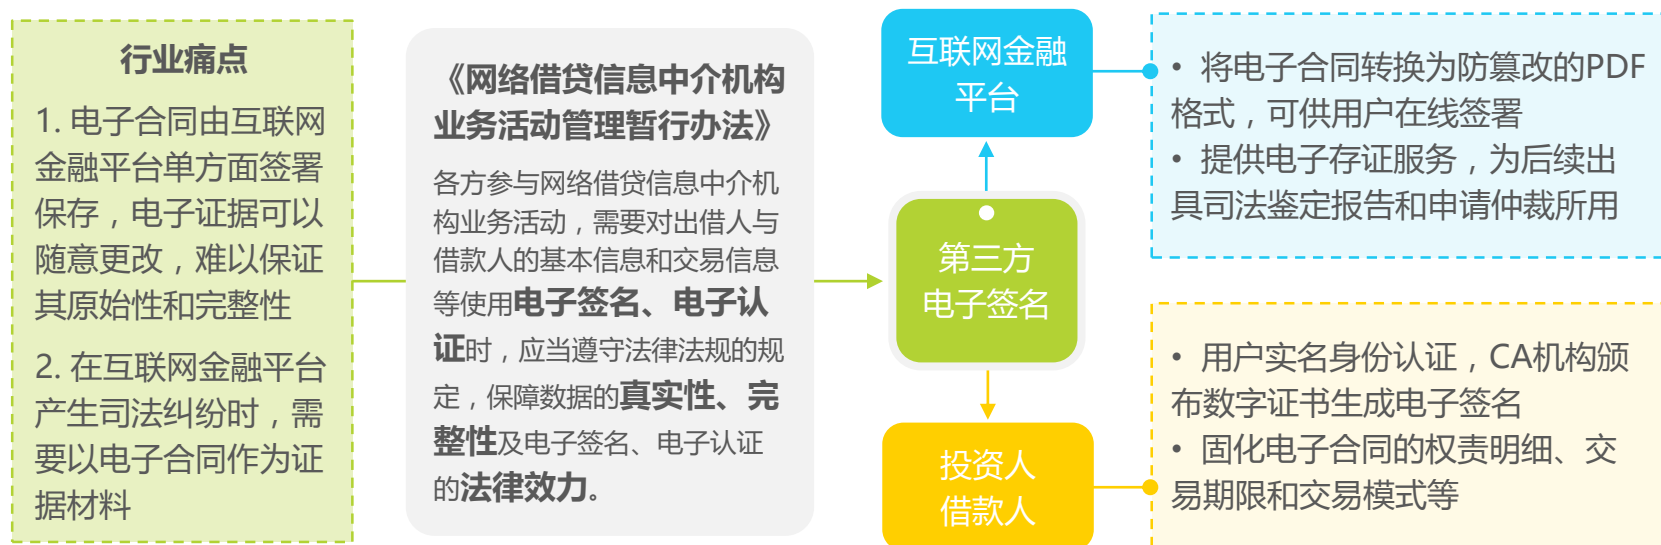 行业痛点
1. 电子合同由互联网
金融平台单方面签署
保存，电子证据可以
随意更改，难以保证
其原始性和完整性
2. 在互联网金融平台
产生司法纠纷时，需
要以电子合同作为证
据材料
《网络借贷信息中介机构
业务活动管理暂行办法》
各方参与网络借贷信息中介机
构业务活动，需要对出借人与
借款人的基本信息和交易信息
等使用电子签名、电子认
证时，应当遵守法律法规的规
定，保障数据的真实性、完
整性及电子签名、电子认证
的法律效力。
互联网金融
平台
第三方
电子签名
投资人
借款人
• 将电子合同转换为防篡改的PDF
格式，可供用户在线签署
• 提供电子存证服务，为后续出
具司法鉴定报告和申请仲裁所用
• 用户实名身份认证，CA机构颁
布数字证书生成电子签名
• 固化电子合同的权责明细、交
易期限和交易模式等